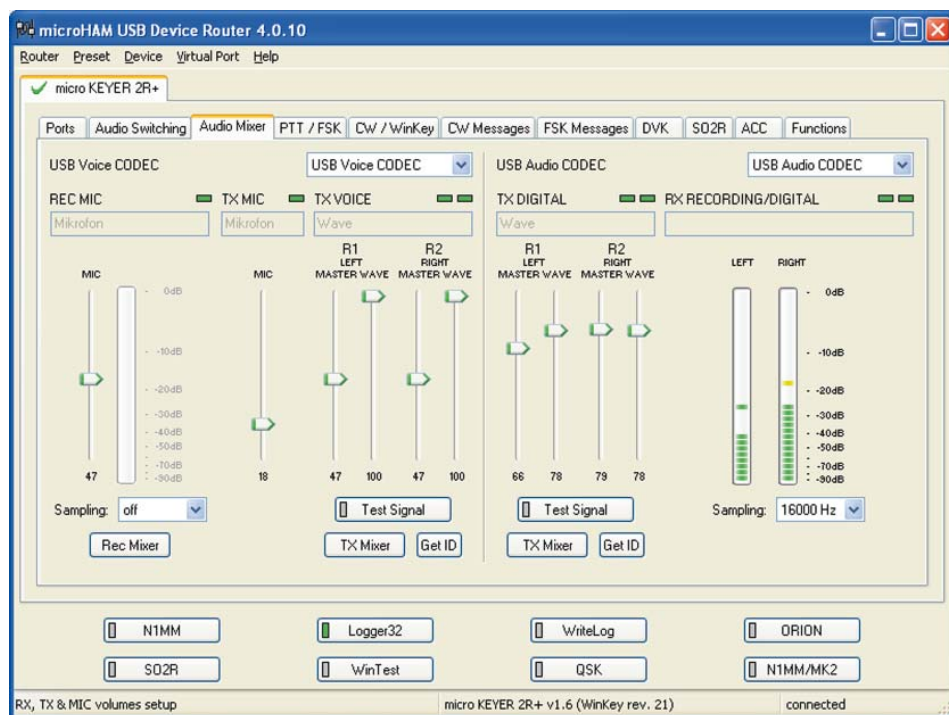 microHAM USB Device Router 4.0.10
Router Preset Device Virtual Port Help
micro KEYER 2R+
Ports Audio Switching Audio Mixer PTT / FSK CW / WinKey CW Messages FSK Messages DVK SO2R ACC Functions
USB Voice CODEC USB Voice CODEC USB Audio CODEC USB Audio CODEC
REC MIC TX MIC TX VOICE TX DIGITAL RX RECORDING/DIGITAL
Mikrofon Mikrofon Wave Wave
R1 R2 R1 R2
LEFT RIGHT LEFT RIGHT LEFT RIGHT
MIC MIC MASTER WAVE MASTER WAVE MASTER WAVE MASTER WAVE
- 0dB - 0dB
- -10dB - -10dB
- -20dB - -20dB
- -30dB - -30dB
- -40dB - -40dB
- -50dB - -50dB
- -70dB - -70dB
- -90dB - -90dB
47 18 47 100 47 100 66 78 79 78
Sampling: off Test Signal Test Signal Sampling: 16000 Hz
Rec Mixer TX Mixer Get ID TX Mixer Get ID
N1MM Logger32 WriteLog ORION
SO2R WinTest QSK N1MM/MK2
RX, TX & MIC volumes setup micro KEYER 2R+ v1.6 (WinKey rev. 21) connected